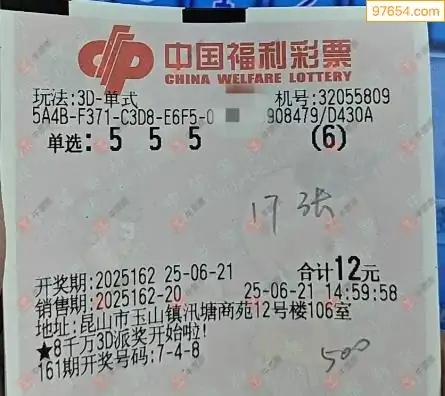 97654.com
中国福利彩票
CHINA WELFARE LOTTERY
玩法:3D-单式 机号:32055809
5A4B-F371-C3D8-E6F5-0 908479/D430A
单选: 5 5 5 (6)
17张
开奖期:2025162 25-06-21 合计12元
销售期:2025162-20 25-06-21 14:59:58
地址:昆山市玉山镇汛塘商苑12号楼106室
★8千万3D派奖开始啦!
161期开奖号码:7-4-8
500